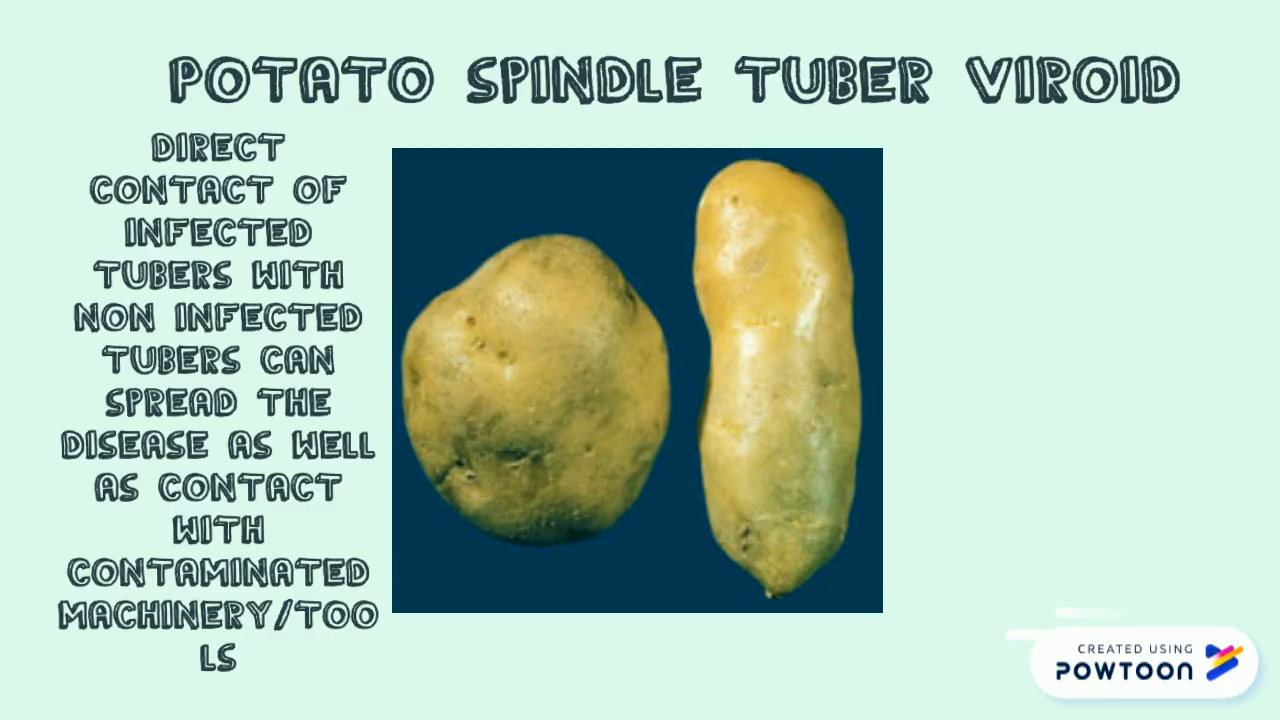 POTATO SPINDLE TUBER VIROID
DIRECT
CONTACT OF
INFECTED
TUBERS WITH
NON INFECTED
TUBERS CAN
SPREAD THE
DISEASE AS WELL
AS CONTACT
WITH
CONTAMINATED
MACHINERY/TOO
LS
CREATED USING
POWTOON